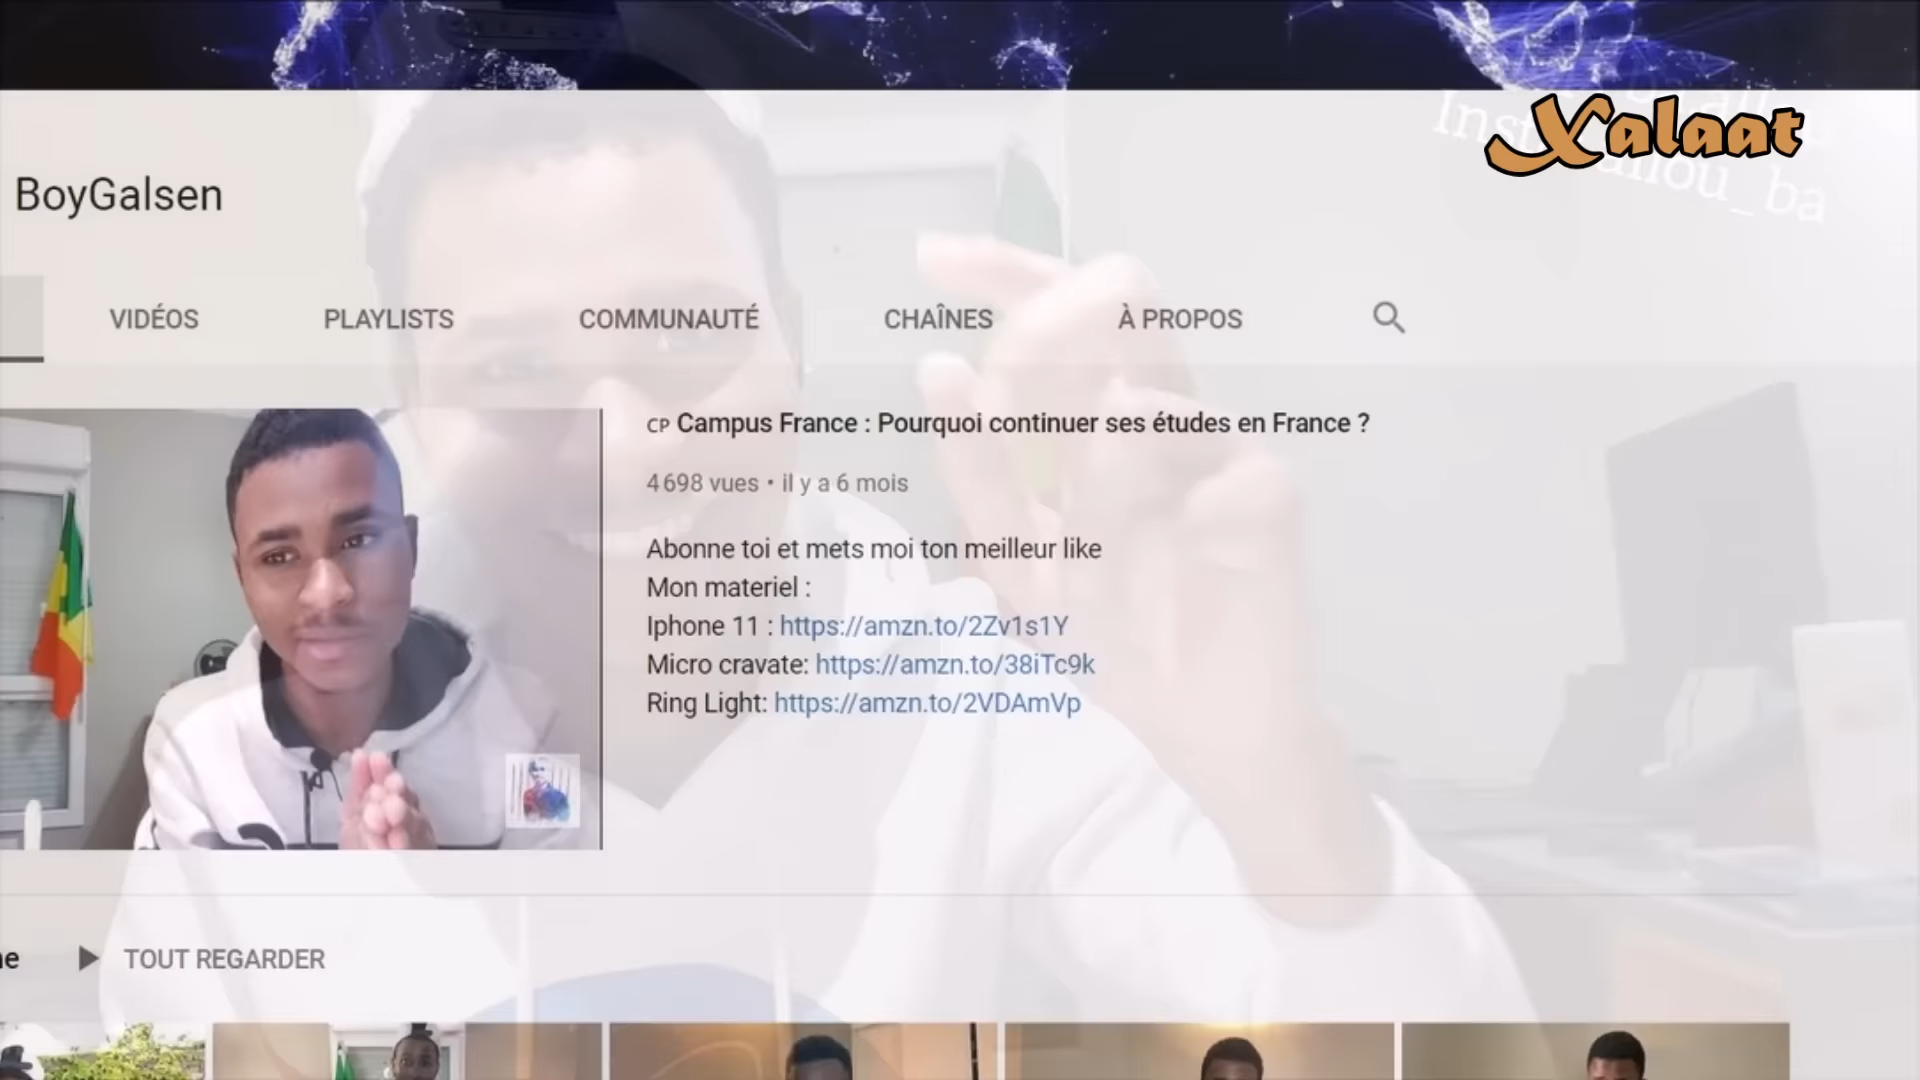 Xalaat
BoyGalsen
VIDÉOS PLAYLISTS COMMUNAUTÉ CHAÎNES À PROPOS
CP Campus France : Pourquoi continuer ses études en France ?
4 698 vues • il y a 6 mois
Abonne toi et mets moi ton meilleur like
Mon materiel :
Iphone 11 : https://amzn.to/2Zv1s1Y
Micro cravate: https://amzn.to/38iTc9k
Ring Light: https://amzn.to/2VDAmVp
TOUT REGARDER